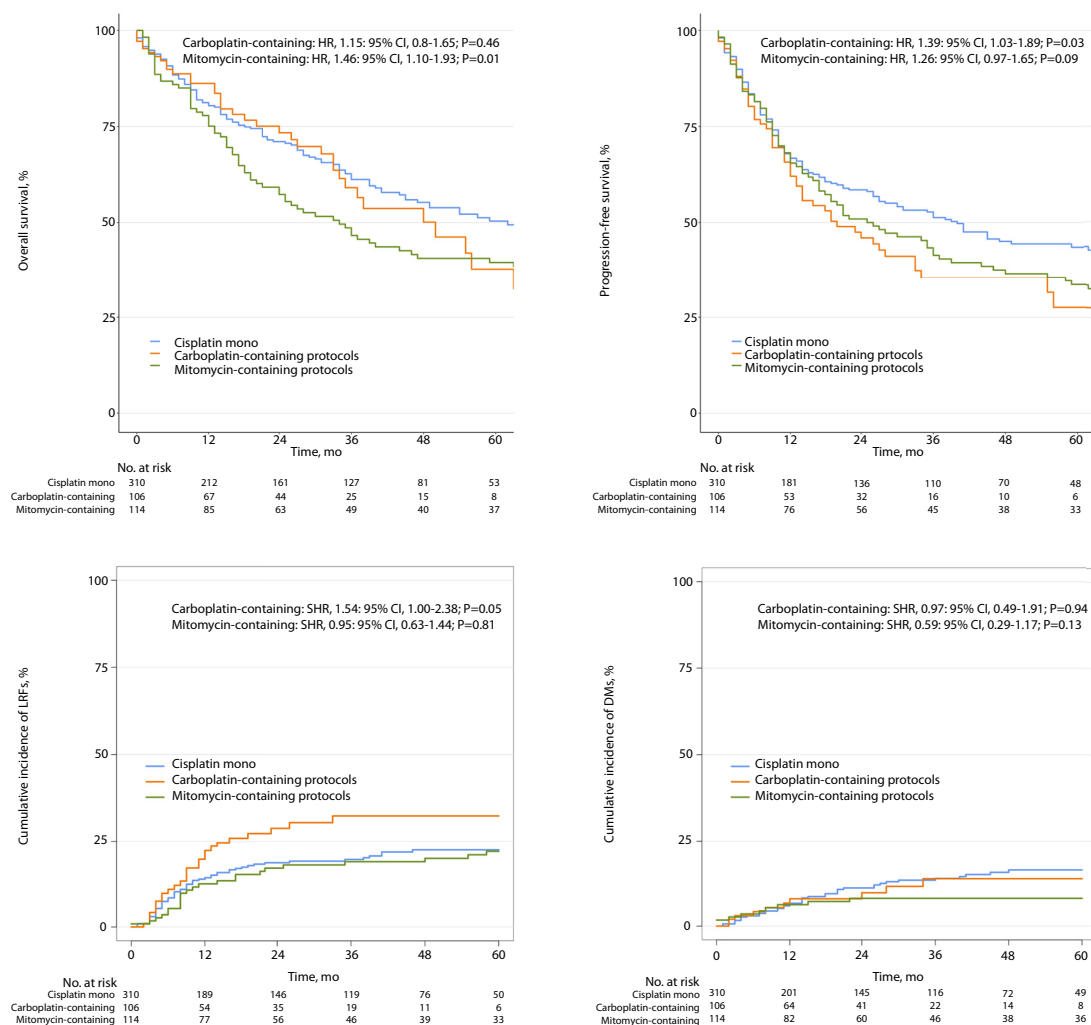 Overall survival, %
100
75
50
25
0
Carboplatin-containing: HR, 1.15: 95% CI, 0.8-1.65; P=0.46
Mitomycin-containing: HR, 1.46: 95% CI, 1.10-1.93; P=0.01
Cisplatin mono
Carboplatin-containing protocols
Mitomycin-containing protocols
0 12 24 36 48 60
Time, mo
No. at risk
Cisplatin mono 310 212 161 127 81 53
Carboplatin-containing 106 67 44 25 15 8
Mitomycin-containing 114 85 63 49 40 37
Progression-free survival, %
100
75
50
25
0
Carboplatin-containing: HR, 1.39: 95% CI, 1.03-1.89; P=0.03
Mitomycin-containing: HR, 1.26: 95% CI, 0.97-1.65; P=0.09
Cisplatin mono
Carboplatin-containing prtocols
Mitomycin-containing protocols
0 12 24 36 48 60
Time, mo
No. at risk
Cisplatin mono 310 181 136 110 70 48
Carboplatin-containing 106 53 32 16 10 6
Mitomycin-containing 114 76 56 45 38 33
Cumulative incidence of LRFs, %
100
75
50
25
0
Carboplatin-containing: SHR, 1.54: 95% CI, 1.00-2.38; P=0.05
Mitomycin-containing: SHR, 0.95: 95% CI, 0.63-1.44; P=0.81
Cisplatin mono
Carboplatin-containing protocols
Mitomycin-containing protocols
0 12 24 36 48 60
Time, mo
No. at risk
Cisplatin mono 310 189 146 119 76 50
Carboplatin-containing 106 54 35 19 11 6
Mitomycin-containing 114 77 56 46 39 33
Cumulative incidence of DMs, %
100
75
50
25
0
Carboplatin-containing: SHR, 0.97: 95% CI, 0.49-1.91; P=0.94
Mitomycin-containing: SHR, 0.59: 95% CI, 0.29-1.17; P=0.13
Cisplatin mono
Carboplatin-containing protocols
Mitomycin-containing protocols
0 12 24 36 48 60
Time, mo
No. at risk
Cisplatin mono 310 201 145 116 72 49
Carboplatin-containing 106 64 41 22 14 8
Mitomycin-containing 114 82 60 46 38 36